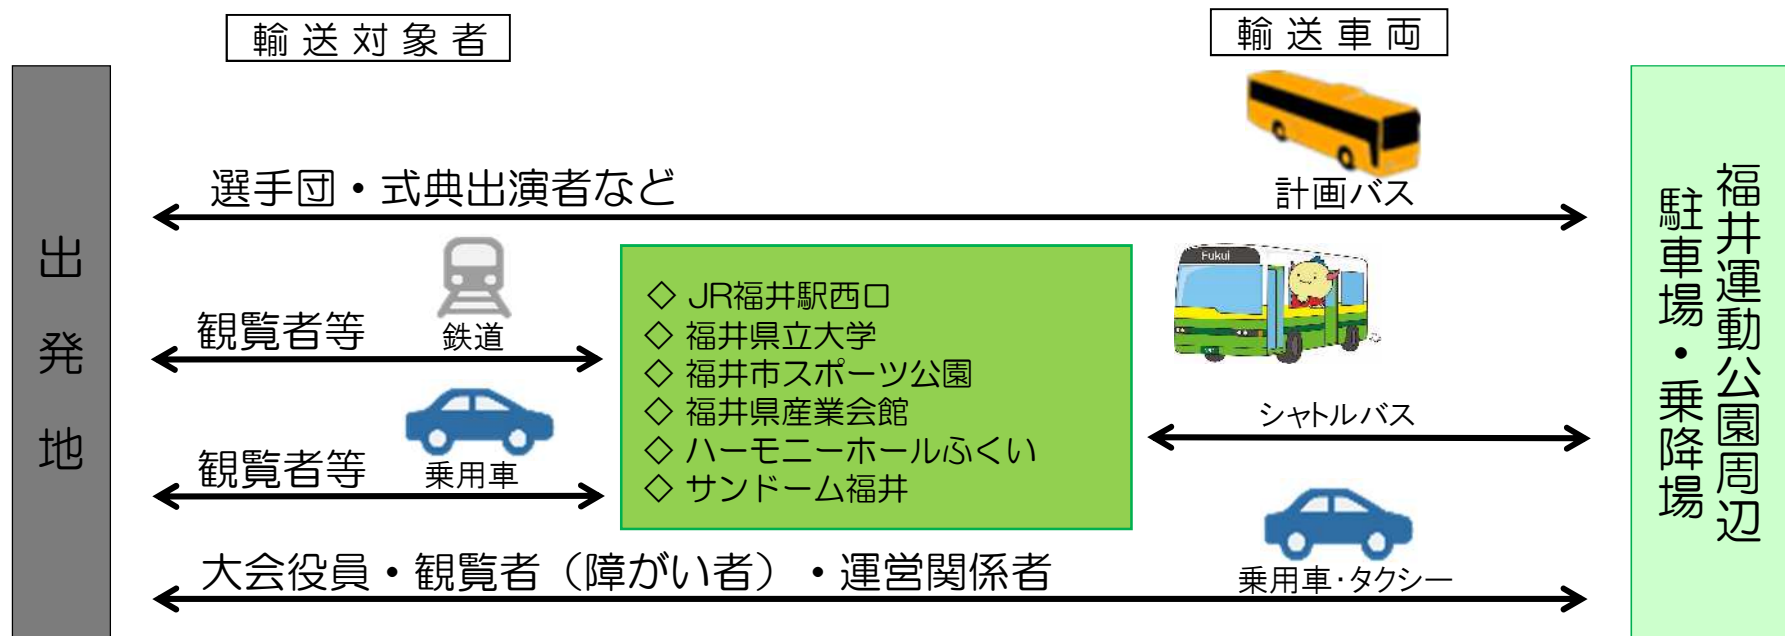 輸送対象者
輸送車両
出発地
選手団・式典出演者など
計画バス
観覧者等
鉄道
観覧者等
乗用車
◇ JR福井駅西口
◇ 福井県立大学
◇ 福井市スポーツ公園
◇ 福井県産業会館
◇ ハーモニーホールふくい
◇ サンドーム福井
Fukui
シャトルバス
大会役員・観覧者（障がい者）・運営関係者
乗用車・タクシー
福井運動公園周辺
駐車場・乗降場